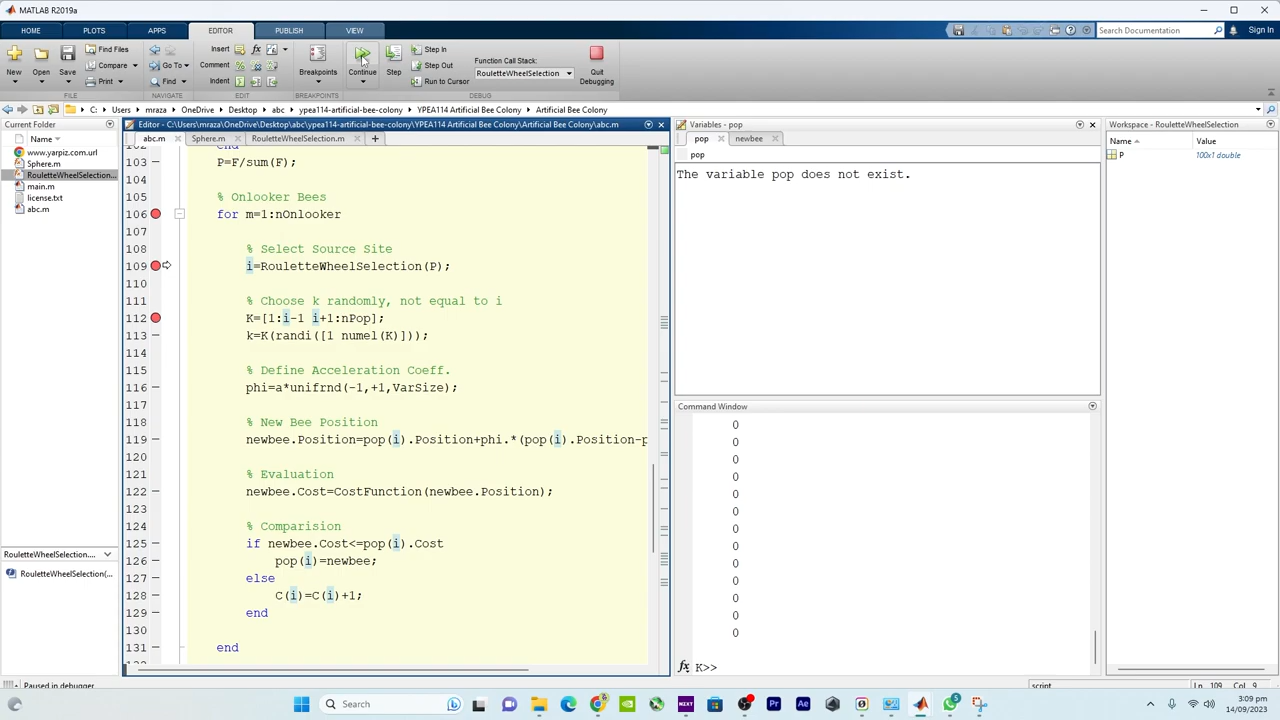 MATLAB R2019a
HOME PLOTS APPS EDITOR PUBLISH VIEW
Search Documentation Sign In
New Open Save Find Files Compare Print
Go To Find
Insert Comment Indent
Breakpoints
Continue Step Step In Step Out Run to Cursor
Function Call Stack:
RouletteWheelSelection
Quit Debugging
FILE NAVIGATE EDIT BREAKPOINTS DEBUG
C: Users mraza OneDrive Desktop abc ypea114-artificial-bee-colony YPEA114 Artificial Bee Colony Artificial Bee Colony
Current Folder
Name
www.yarpiz.com.url
Sphere.m
RouletteWheelSelection...
main.m
license.txt
abc.m
RouletteWheelSelection....
RouletteWheelSelection(...
Editor - C:\Users\mraza\OneDrive\Desktop\abc\ypea114-artificial-bee-colony\YPEA114 Artificial Bee Colony\Artificial Bee Colony\abc.m
abc.m Sphere.m RouletteWheelSelection.m
102 end
103 P=F/sum(F);
104
105 % Onlooker Bees
106 for m=1:nOnlooker
107
108 % Select Source Site
109 i=RouletteWheelSelection(P);
110
111 % Choose k randomly, not equal to i
112 K=[1:i-1 i+1:nPop];
113 k=K(randi([1 numel(K)]));
114
115 % Define Acceleration Coeff.
116 phi=a*unifrnd(-1,+1,VarSize);
117
118 % New Bee Position
119 newbee.Position=pop(i).Position+phi.*(pop(i).Position-p
120
121 % Evaluation
122 newbee.Cost=CostFunction(newbee.Position);
123
124 % Comparision
125 if newbee.Cost<=pop(i).Cost
126 pop(i)=newbee;
127 else
128 C(i)=C(i)+1;
129 end
130
131 end
Variables - pop
pop newbee
pop
The variable pop does not exist.
Command Window
0
0
0
0
0
0
0
0
0
0
0
0
0
fx K>>
Workspace - RouletteWheelSelection
Name Value
P 100x1 double
Paused in debugger
script Ln 109 Col 9
Search
3:09 pm
14/09/2023